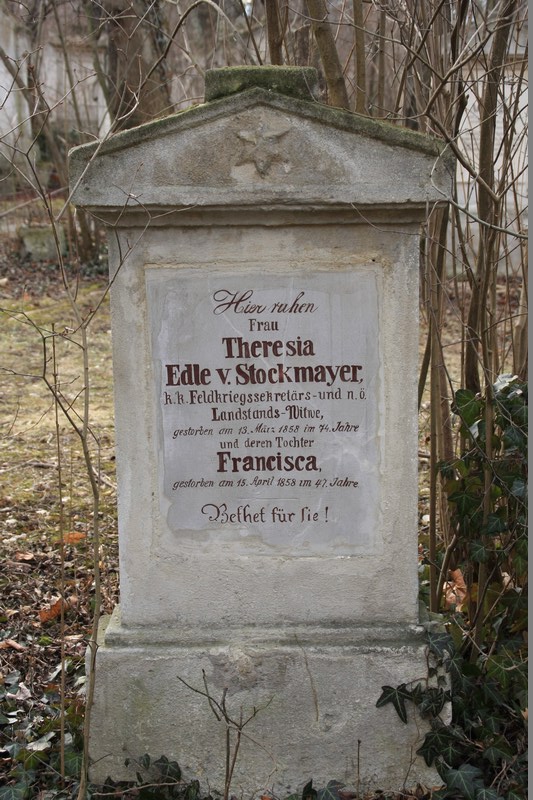 Hier ruhen
Frau
Theresia
Edle v. Stockmayer,
k.k. Feldkriegssekretärs- und n. ö.
Landstands-Witwe,
gestorben am 13. März 1858 im 74. Jahre
und deren Tochter
Francisca,
gestorben am 15. April 1858 im 47. Jahre.
Bethet für sie!